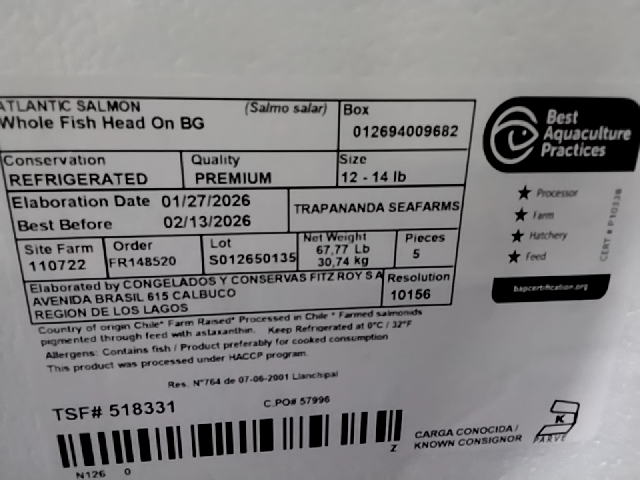 ATLANTIC SALMON (Salmo salar)
Whole Fish Head On BG
Box
012694009682
Conservation
REFRIGERATED
Quality
PREMIUM
Size
12 - 14 lb
Elaboration Date 01/27/2026
Best Before 02/13/2026
TRAPANANDA SEAFARMS
Site Farm
110722
Order
FR148520
Lot
S012650135
Net Weight
67,77 Lb
30,74 kg
Pieces
5
Elaborated by CONGELADOS Y CONSERVAS FITZ ROY S A
AVENIDA BRASIL 615 CALBUCO
REGION DE LOS LAGOS
Resolution
10156
Country of origin Chile* Farm Raised* Processed in Chile * Farmed salmonids
pigmented through feed with astaxanthin. Keep Refrigerated at 0°C / 32°F
Allergens: Contains fish / Product preferably for cooked consumption
This product was processed under HACCP program.
Res. N°764 de 07-06-2001 Llanchipal
TSF# 518331
C.PO# 57996
N126 0
Z
CARGA CONOCIDA /
KNOWN CONSIGNOR
K
PARVE
Best
Aquaculture
Practices
Processor
Farm
Hatchery
Feed
bapcertification.org